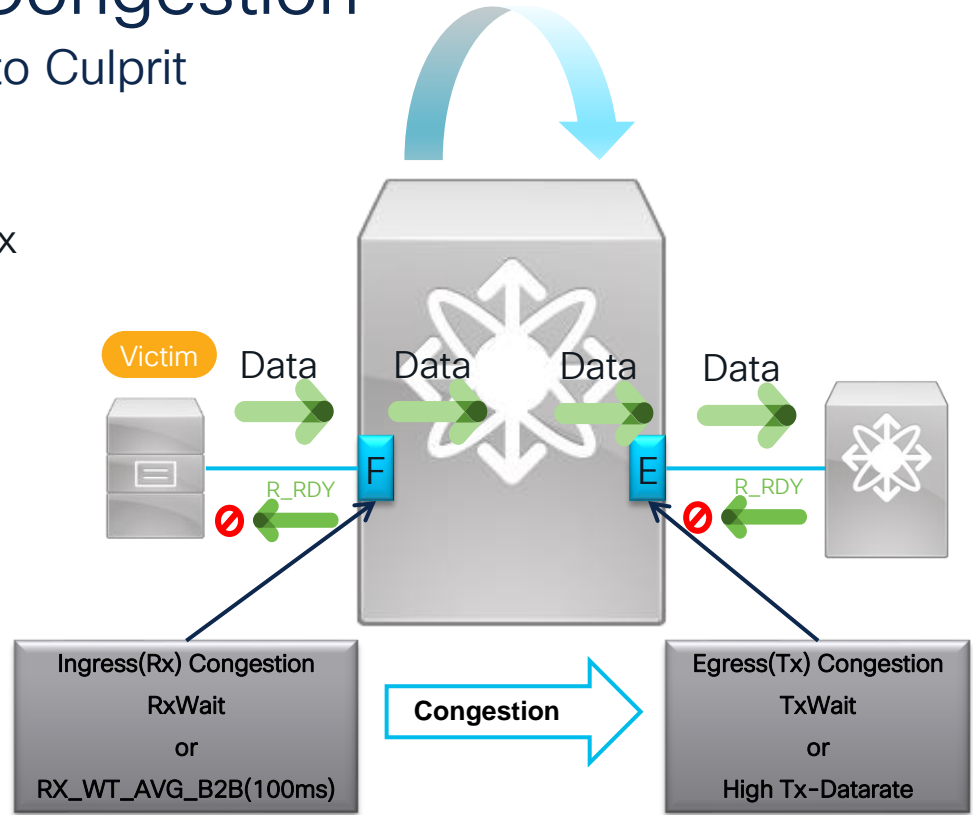 Congestion
to Culprit
x
Victim
Data
Data
Data
Data
F
E
R_RDY
R_RDY
Ingress(Rx) Congestion
RxWait
or
RX_WT_AVG_B2B(100ms)
Congestion
Egress(Tx) Congestion
TxWait
or
High Tx-Datarate